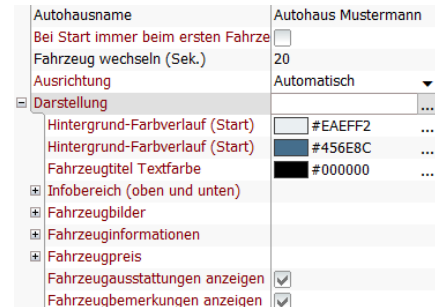 Autohausname Autohaus Mustermann
Bei Start immer beim ersten Fahrze
Fahrzeug wechseln (Sek.) 20
Ausrichtung Automatisch
Darstellung ...
Hintergrund-Farbverlauf (Start) #EAEFF2 ...
Hintergrund-Farbverlauf (Start) #456E8C ...
Fahrzeugtitel Textfarbe #000000 ...
Infobereich (oben und unten)
Fahrzeugbilder
Fahrzeuginformationen
Fahrzeugpreis
Fahrzeugausstattungen anzeigen
Fahrzeugbemerkungen anzeigen